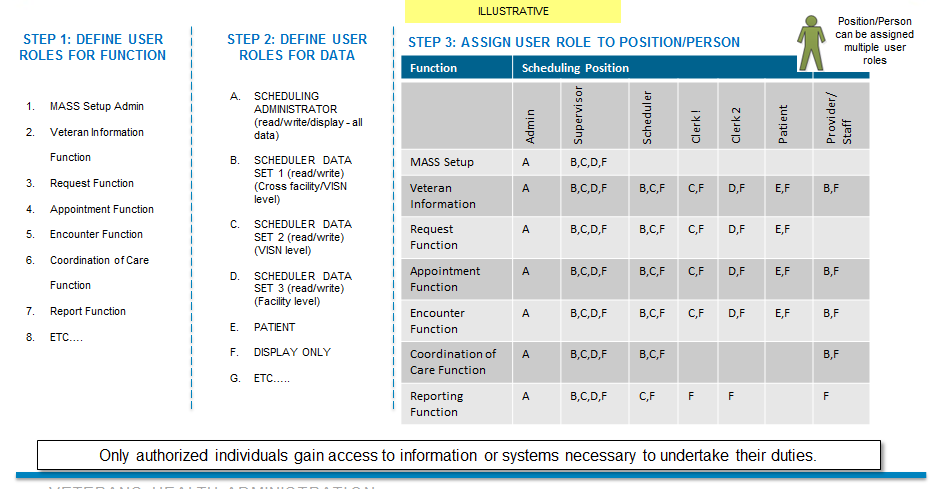 ILLUSTRATIVE
STEP 1: DEFINE USER
ROLES FOR FUNCTION
1. MASS Setup Admin
2. Veteran Information
Function
3. Request Function
4. Appointment Function
5. Encounter Function
6. Coordination of Care
Function
7. Report Function
8. ETC....
STEP 2: DEFINE USER
ROLES FOR DATA
A. SCHEDULING
ADMINISTRATOR
(read/write/display - all
data)
B. SCHEDULER DATA
SET 1 (read/write)
(Cross facility/VISN
level)
C. SCHEDULER DATA
SET 2 (read/write)
(VISN level)
D. SCHEDULER DATA
SET 3 (read/write)
(Facility level)
E. PATIENT
F. DISPLAY ONLY
G. ETC.....
STEP 3: ASSIGN USER ROLE TO POSITION/PERSON
Position/Person
can be assigned
multiple user
roles
Function Scheduling Position
Admin Supervisor Scheduler Clerk ! Clerk 2 Patient Provider/
Staff
MASS Setup A B,C,D,F
Veteran A B,C,D,F B,C,F C,F D,F E,F B,F
Information
Request A B,C,D,F B,C,F C,F D,F E,F
Function
Appointment A B,C,D,F B,C,F C,F D,F E,F B,F
Function
Encounter A B,C,D,F B,C,F C,F D,F E,F B,F
Function
Coordination of A B,C,D,F B,C,F B,F
Care Function
Reporting A B,C,D,F C,F F F F
Function
Only authorized individuals gain access to information or systems necessary to undertake their duties.
VETERANS HEALTH ADMINISTRATION